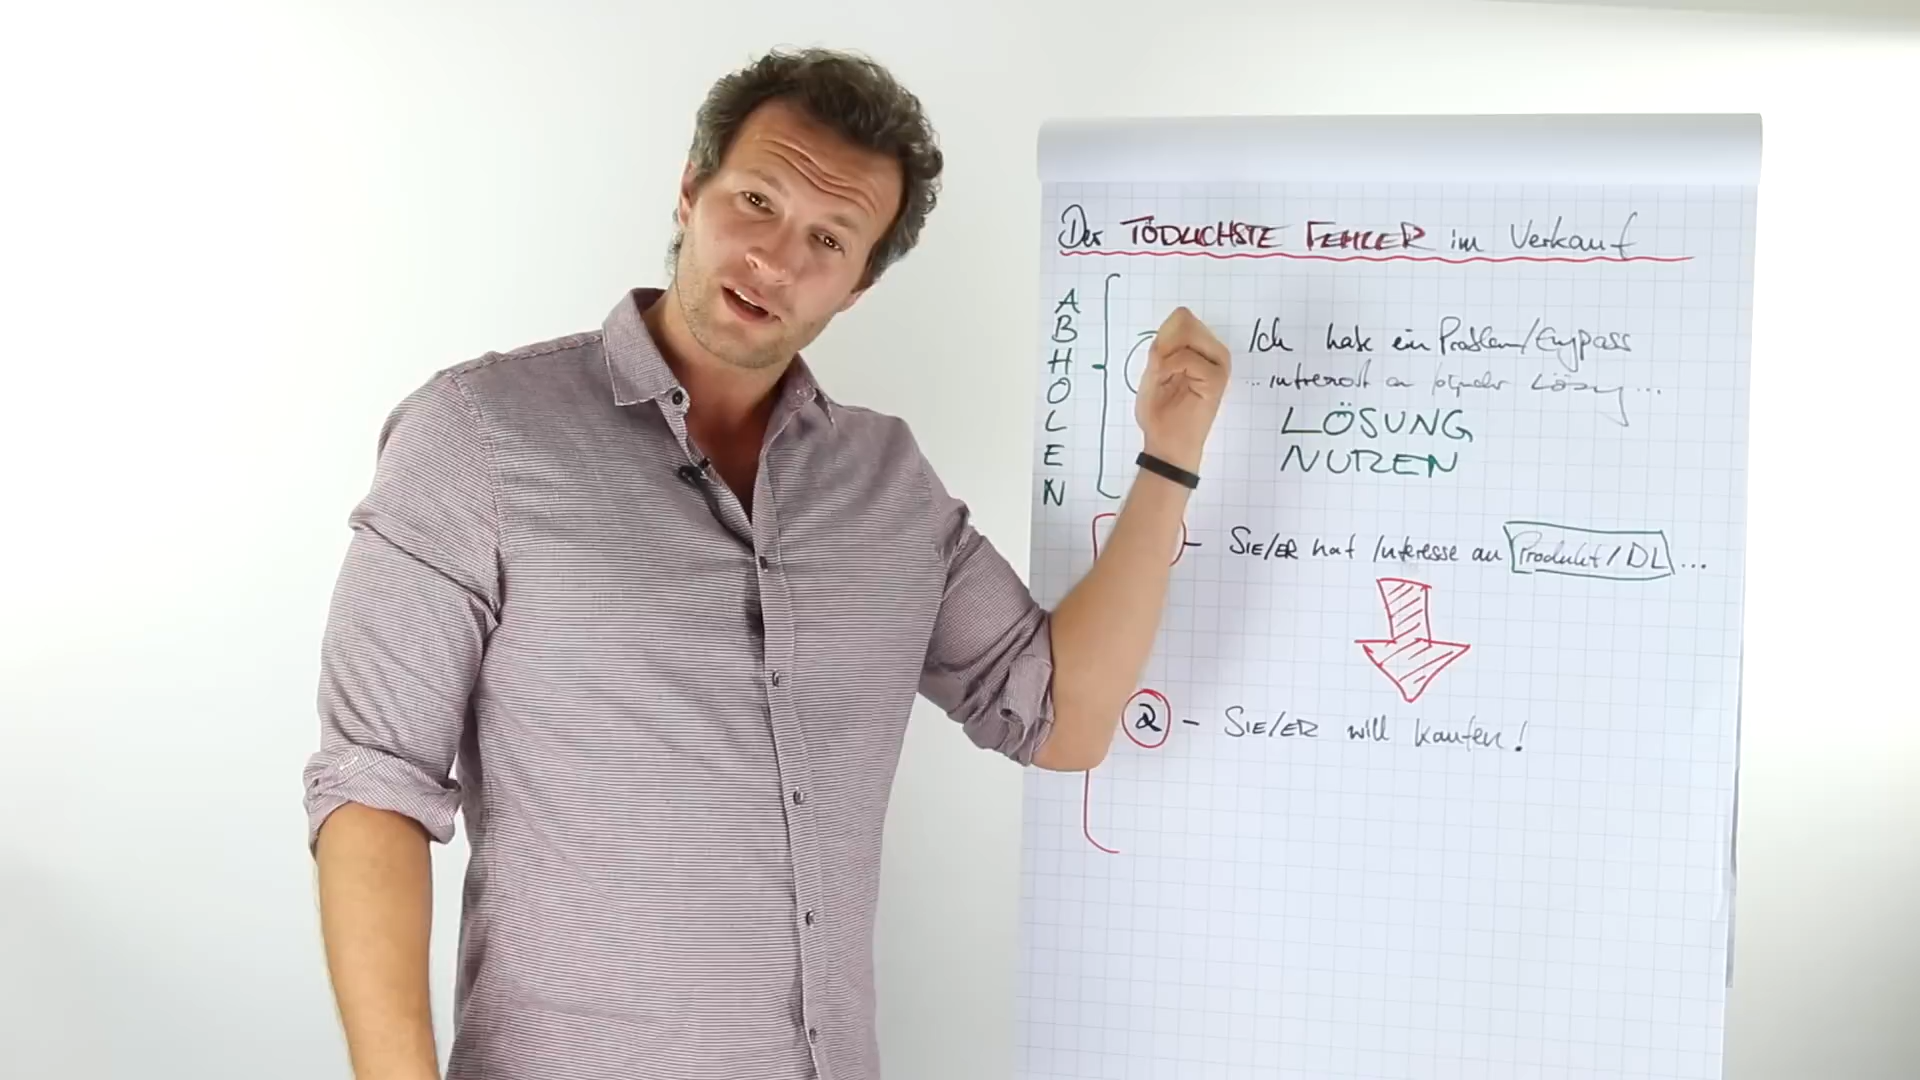 Der TÖDLICHSTE FEHLER im Verkauf
A
B
H
O
L
E
N
Ich habe ein Problem/Engpass
... an Lösung...
LÖSUNG
NUTZEN
- SIE/ER hat Interesse an Produkt/DL...
2 - SIE/ER will kaufen!